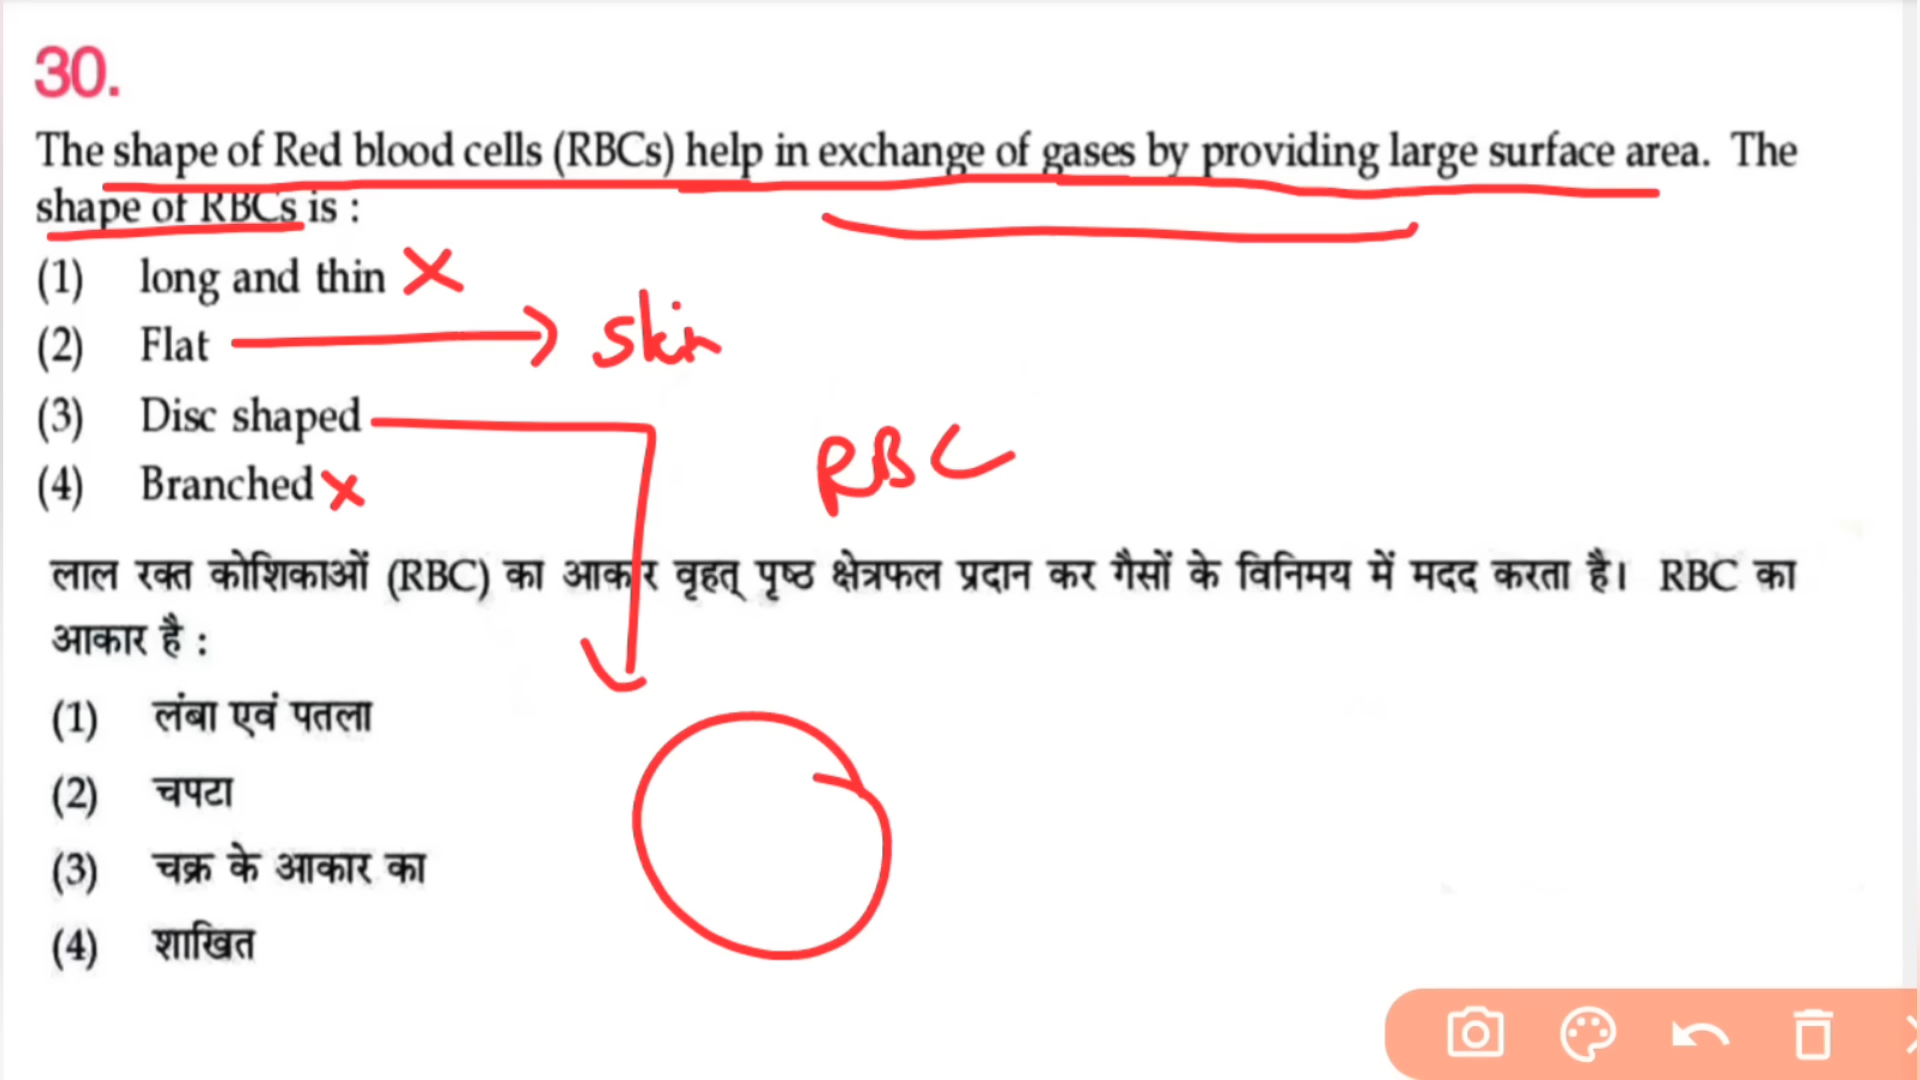 30.
The shape of Red blood cells (RBCs) help in exchange of gases by providing large surface area. The
shape of RBCs is :
(1) long and thin
(2) Flat skin
(3) Disc shaped
RBC
(4) Branched
लाल रक्त कोशिकाओं (RBC) का आकार वृहत् पृष्ठ क्षेत्रफल प्रदान कर गैसों के विनिमय में मदद करता है। RBC का
आकार है :
(1) लंबा एवं पतला
(2) चपटा
(3) चक्र के आकार का
(4) शाखित